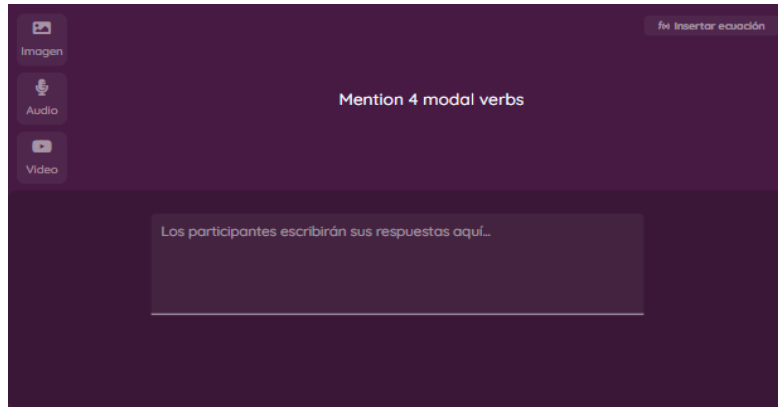 Imagen
f(x) Insertar ecuación
Mention 4 modal verbs
Audio
Video
Los participantes escribirán sus respuestas aquí...